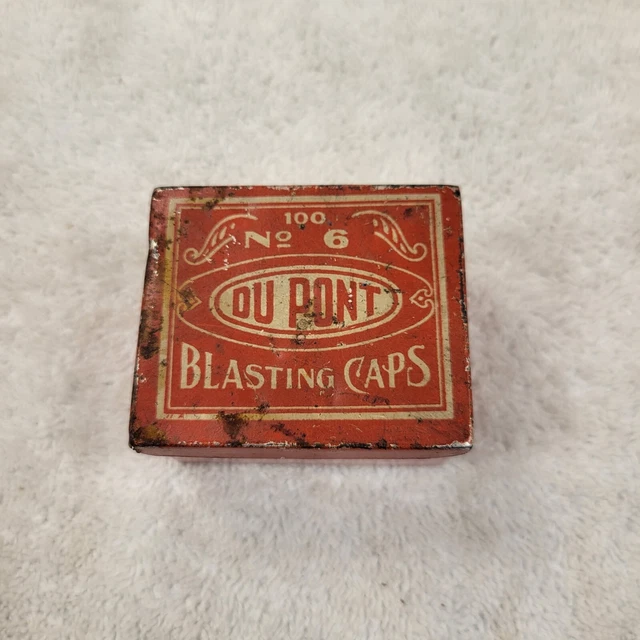 100
Nº 6
DU PONT
BLASTING CAPS